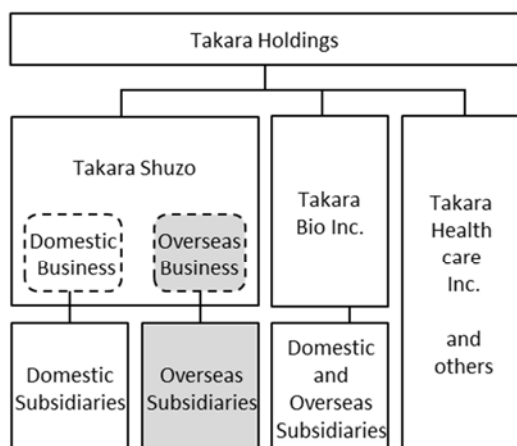 Takara Holdings
Takara Shuzo
Domestic
Business
Overseas
Business
Takara
Bio Inc.
Takara
Health
care
Inc.
and
others
Domestic
Subsidiaries
Overseas
Subsidiaries
Domestic
and
Overseas
Subsidiaries